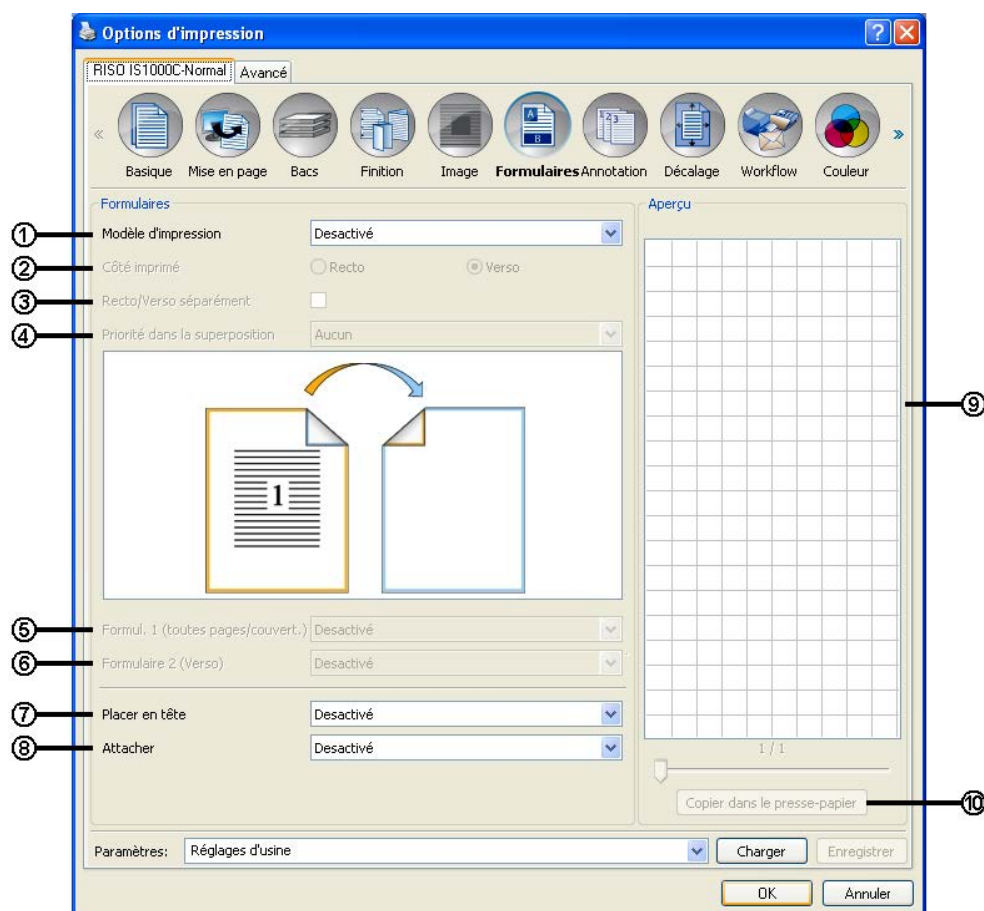 Options d'impression
RISO IS1000C-Normal Avancé
« Basique Mise en page Bacs Finition Image Formulaires Annotation Décalage Workflow Couleur »
A
B
1 2 3
Formulaires
① Modèle d'impression Desactivé
② Côté imprimé Recto Verso
③ Recto/Verso séparément
④ Priorité dans la superposition Aucun
1
⑤ Formul. 1 (toutes pages/couvert.) Desactivé
⑥ Formulaire 2 (Verso) Desactivé
⑦ Placer en tête Desactivé
⑧ Attacher Desactivé
Aperçu
⑨
1 / 1
Copier dans le presse-papier ⑩
Paramètres: Réglages d'usine Charger Enregistrer
OK Annuler